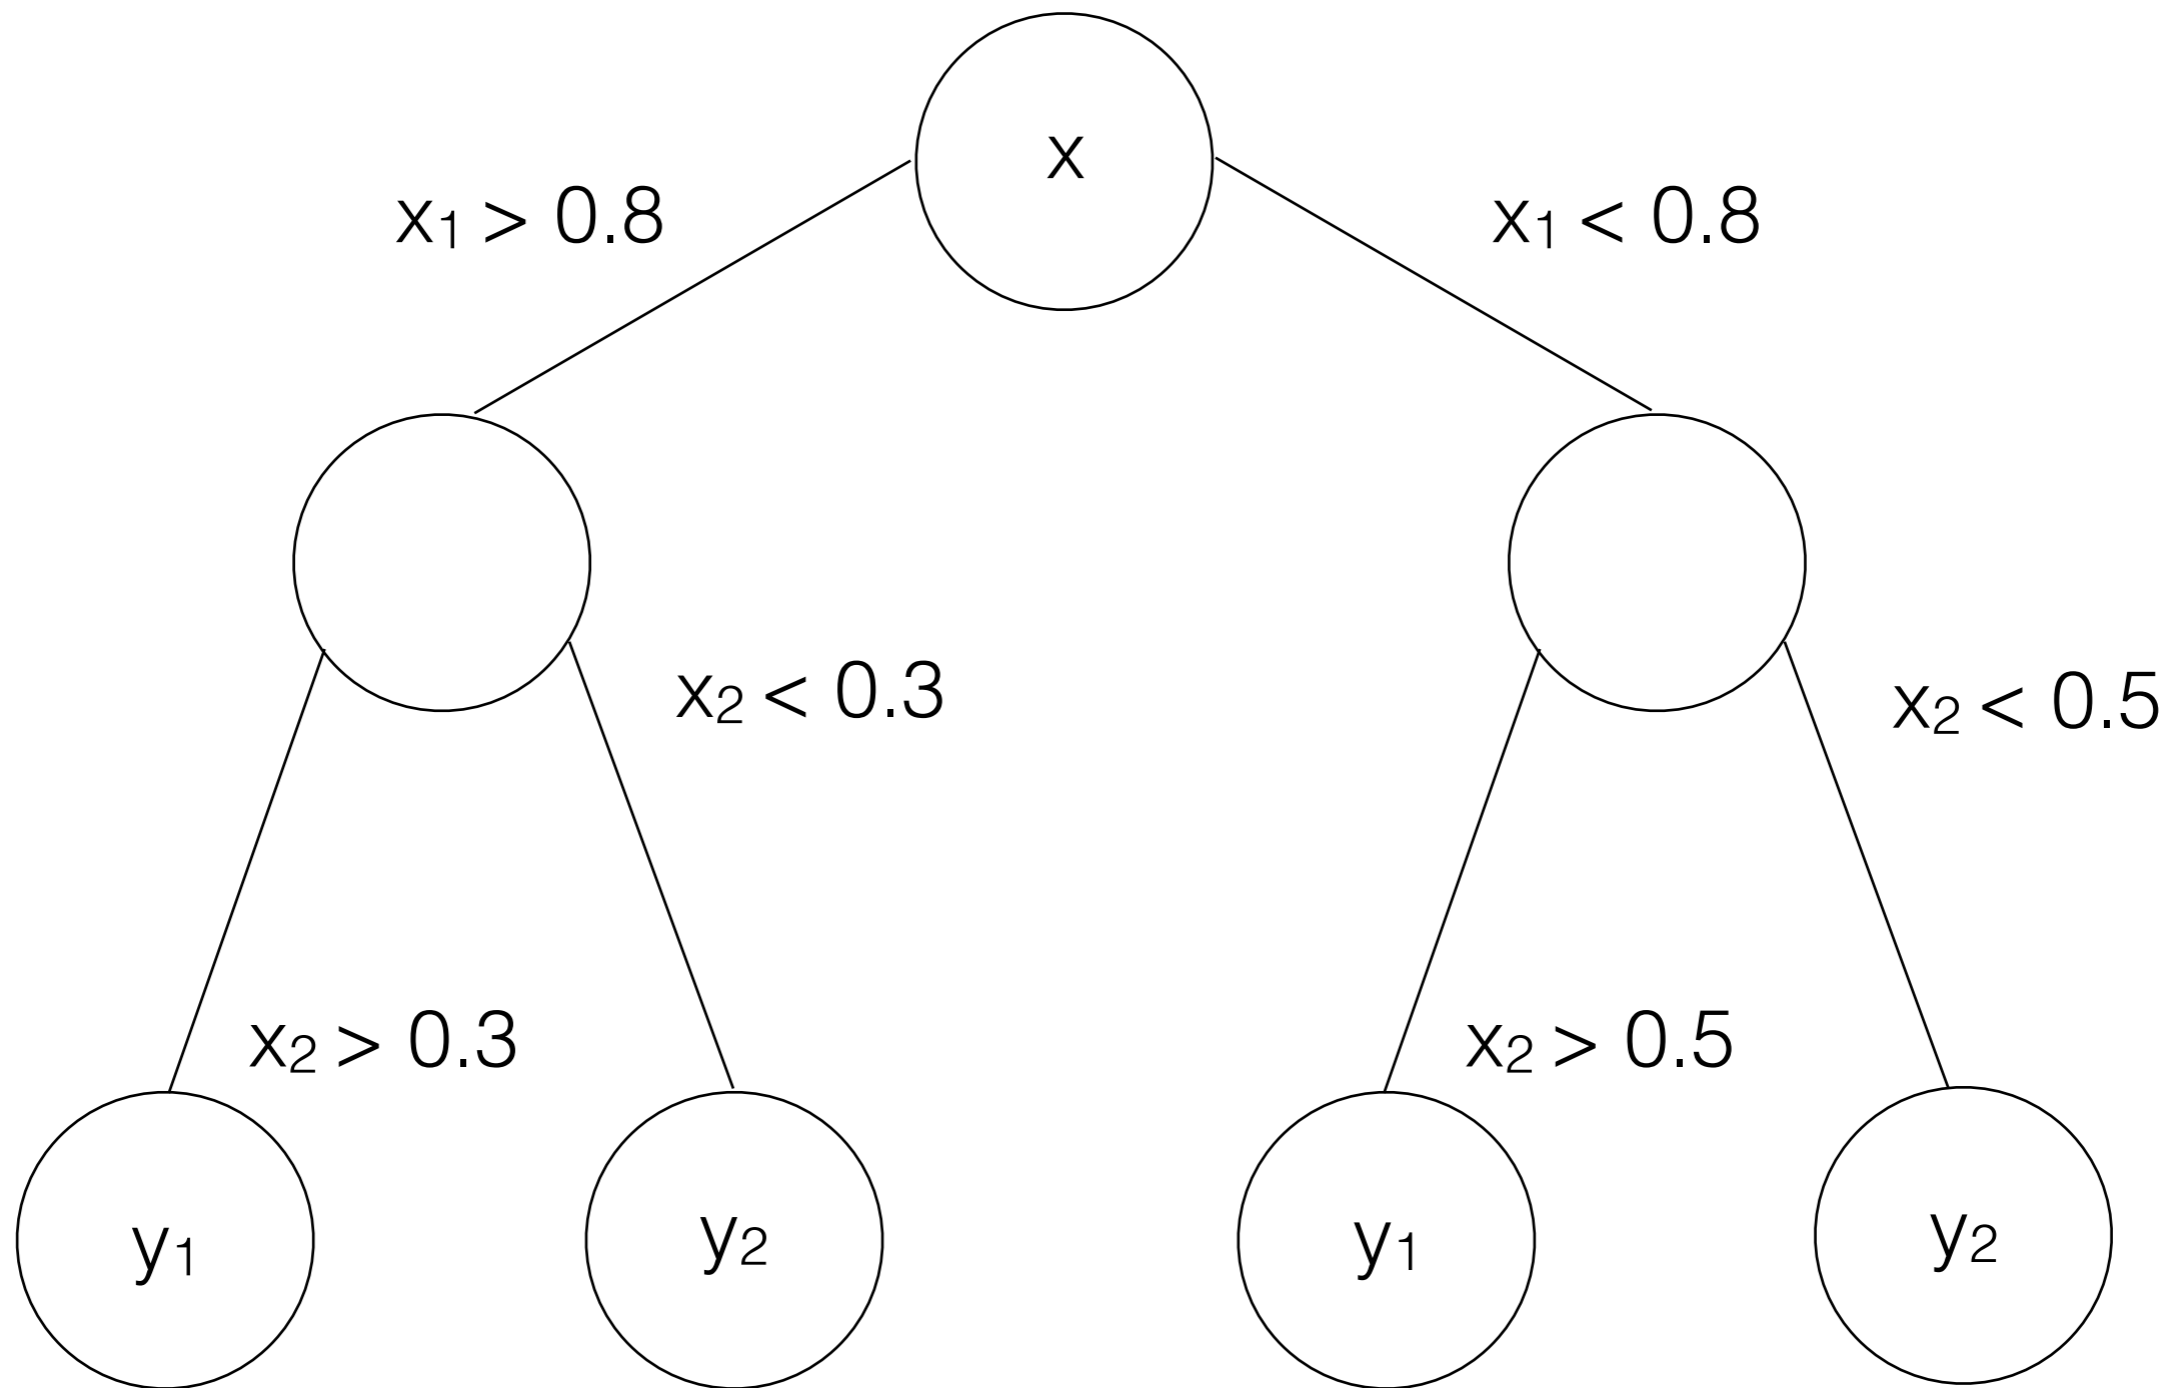 x
x₁ > 0.8
x₁ < 0.8
x₂ < 0.3
x₂ < 0.5
x₂ > 0.3
x₂ > 0.5
y₁
y₂
y₁
y₂